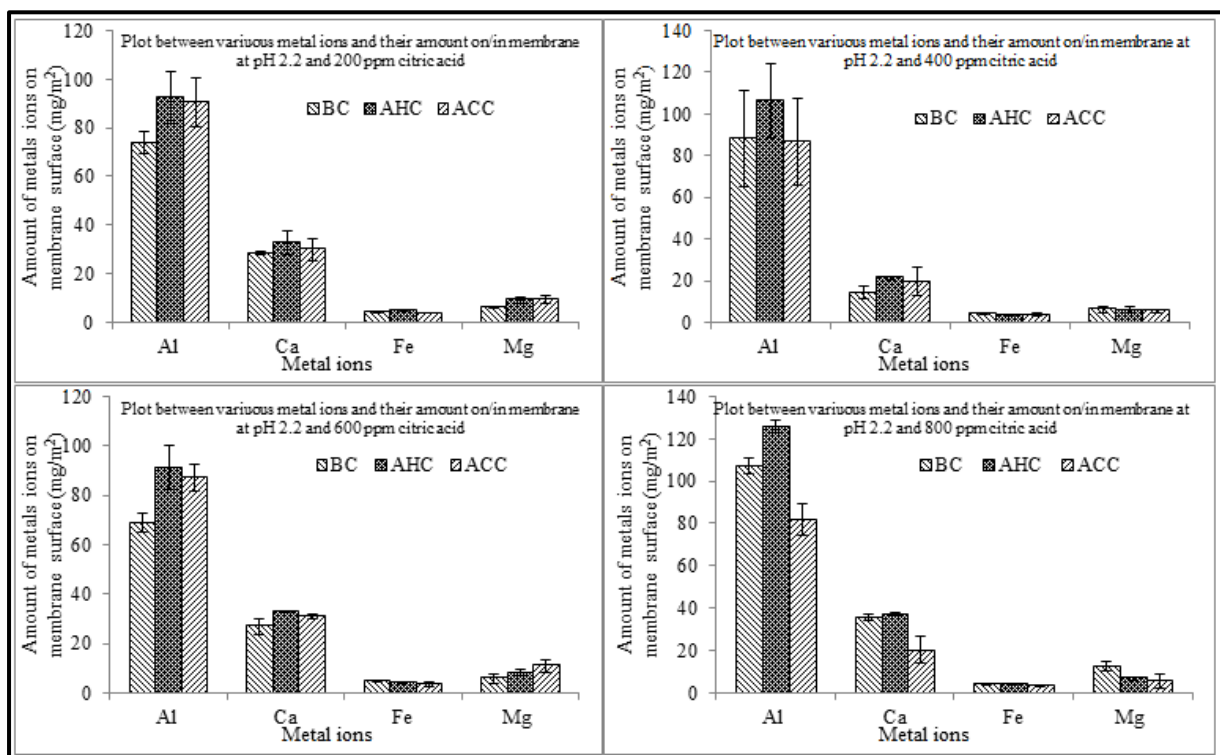 Plot between variuous metal ions and their amount on/in membrane
at pH 2.2 and 200 ppm citric acid
BC AHC ACC
Amount of metals ions on
membrane surface (mg/m²)
120
100
80
60
40
20
0
Al Ca Fe Mg
Metal ions
Plot between variuous metal ions and their amount on/in membrane
at pH 2.2 and 400 ppm citric acid
BC AHC ACC
Amount of metals ions on
membrane surface (mg/m²)
140
120
100
80
60
40
20
0
Al Ca Fe Mg
Metal ions
Plot between variuous metal ions and their amount on/in membrane
at pH 2.2 and 600 ppm citric acid
BC AHC ACC
Amount of metals ions on
membrane surface (mg/m²)
120
100
80
60
40
20
0
Al Ca Fe Mg
Metal ions
Plot between variuous metal ions and their amount on/in membrane
at pH 2.2 and 800 ppm citric acid
BC AHC ACC
Amount of metals ions on
membrane surface (mg/m²)
140
120
100
80
60
40
20
0
Al Ca Fe Mg
Metal ions